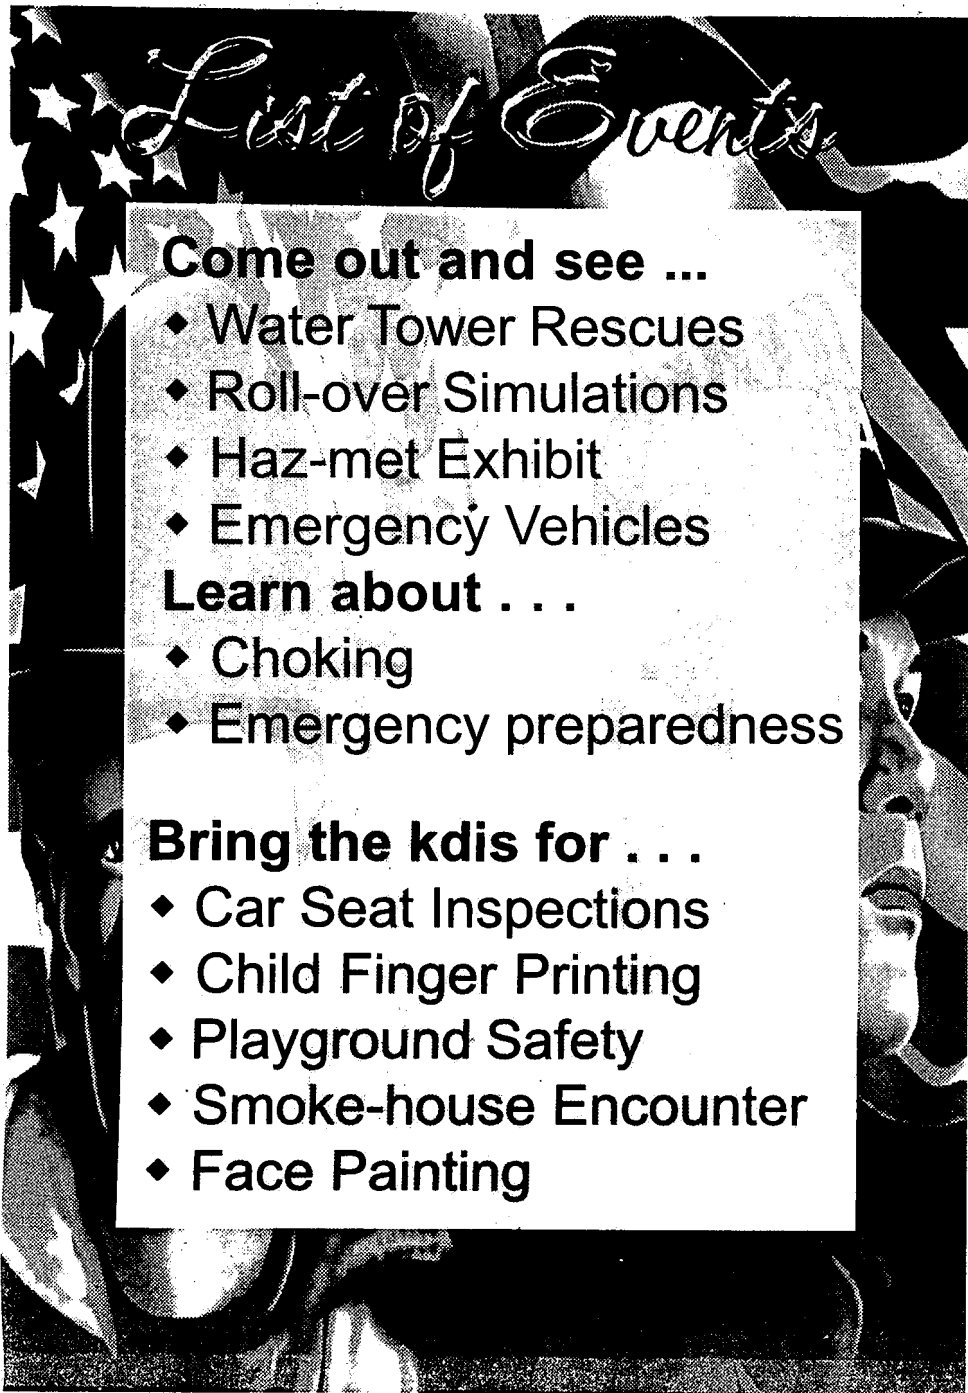 List of Events
Come out and see ...
◆ Water Tower Rescues
◆ Roll-over Simulations
◆ Haz-met Exhibit
◆ Emergency Vehicles
Learn about . . .
◆ Choking
◆ Emergency preparedness
Bring the kdis for . . .
◆ Car Seat Inspections
◆ Child Finger Printing
◆ Playground Safety
◆ Smoke-house Encounter
◆ Face Painting